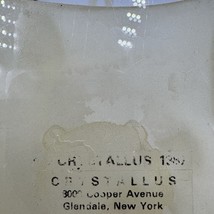 CRYSTALLUS 1987
CRYSTALLUS
8000 Cooper Avenue
Glendale, New York